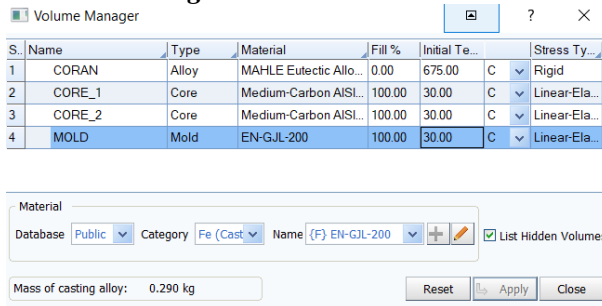 Volume Manager ? ×
S.. Name Type Material Fill % Initial Te... Stress Ty...
1 CORAN Alloy MAHLE Eutectic Allo... 0.00 675.00 C Rigid
2 CORE_1 Core Medium-Carbon AISI... 100.00 30.00 C Linear-Ela...
3 CORE_2 Core Medium-Carbon AISI... 100.00 30.00 C Linear-Ela...
4 MOLD Mold EN-GJL-200 100.00 30.00 C Linear-Ela...
Material
Database Public Category Fe (Cast Name {F} EN-GJL-200 List Hidden Volumes
Mass of casting alloy: 0.290 kg Reset Apply Close